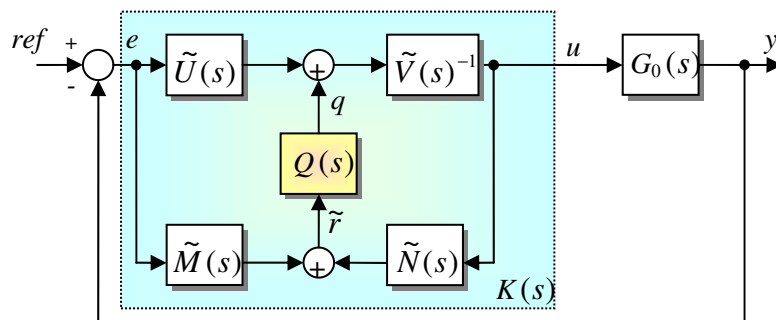 ref
+
-
e
Ũ(s)
+
Ṽ(s)⁻¹
u
G₀(s)
y
q
Q(s)
r̃
M̃(s)
+
Ñ(s)
K(s)